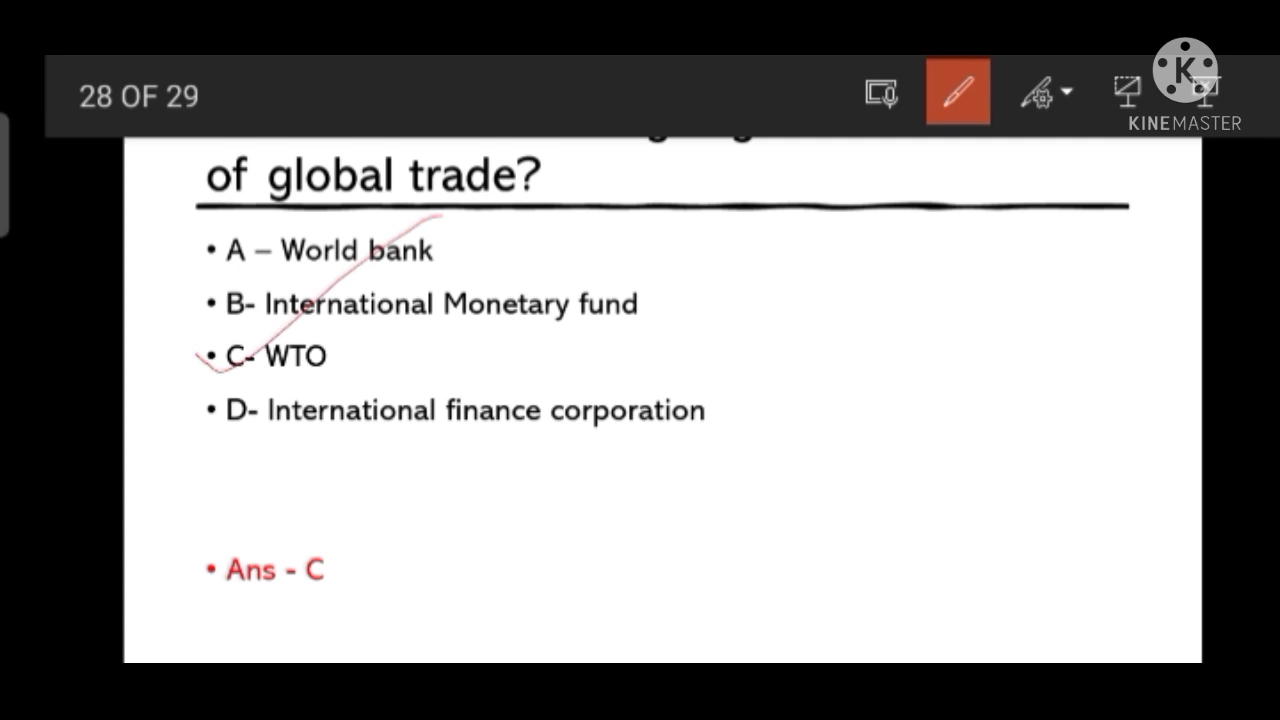 28 OF 29
K
KINEMASTER
of global trade?
• A – World bank
• B- International Monetary fund
• C- WTO
• D- International finance corporation
• Ans - C